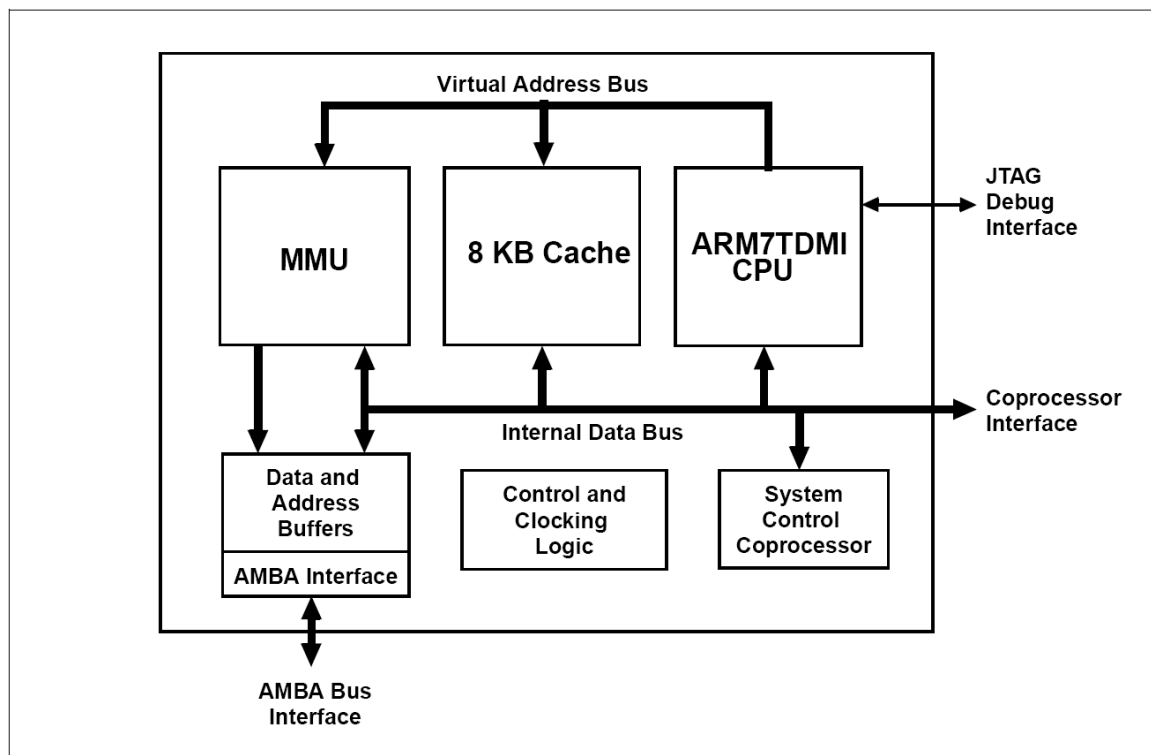 Virtual Address Bus
MMU
8 KB Cache
ARM7TDMI
CPU
JTAG
Debug
Interface
Internal Data Bus
Coprocessor
Interface
Data and
Address
Buffers
AMBA Interface
Control and
Clocking
Logic
System
Control
Coprocessor
AMBA Bus
Interface